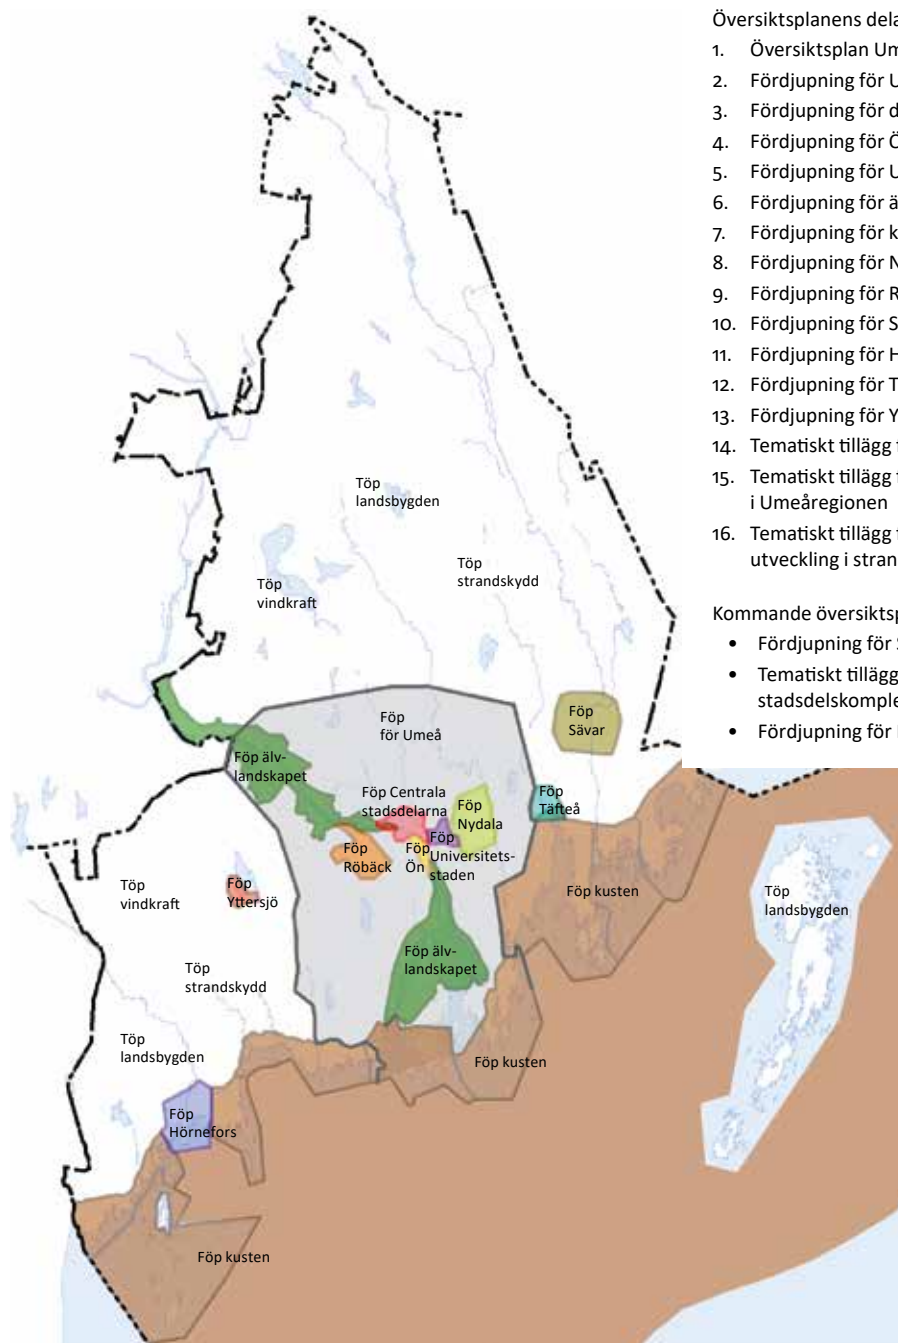 Översiktsplanens dela
1. Översiktsplan Um
2. Fördjupning för U
3. Fördjupning för d
4. Fördjupning för Ö
5. Fördjupning för U
6. Fördjupning för ä
7. Fördjupning för k
8. Fördjupning för N
9. Fördjupning för R
10. Fördjupning för S
11. Fördjupning för H
12. Fördjupning för T
13. Fördjupning för Y
14. Tematiskt tillägg f
15. Tematiskt tillägg f
i Umeåregionen
16. Tematiskt tillägg f
utveckling i stran
Kommande översiktsp
• Fördjupning för S
• Tematiskt tillägg
stadsdelskomple
• Fördjupning för
Töp
landsbygden
Töp
strandskydd
Töp
vindkraft
Föp
för Umeå
Föp
Sävar
Föp älv-
landskapet
Föp Centrala
stadsdelarna
Föp
Nydala
Föp
Täfteå
Föp
Röbäck
Föp
Ön
Föp
Universitets-
staden
Töp
vindkraft
Föp
Yttersjö
Föp kusten
Töp
landsbygden
Föp älv-
landskapet
Töp
strandskydd
Töp
landsbygden
Föp kusten
Föp
Hörnefors
Föp kusten